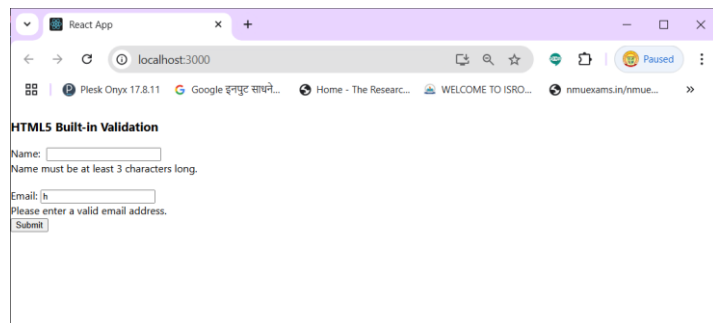 React App
localhost:3000
Paused
Plesk Onyx 17.8.11 Google इनपुट साधने... Home - The Researc... WELCOME TO ISRO... nmuexams.in/nmue... »
HTML5 Built-in Validation
Name:
Name must be at least 3 characters long.
Email: h
Please enter a valid email address.
Submit